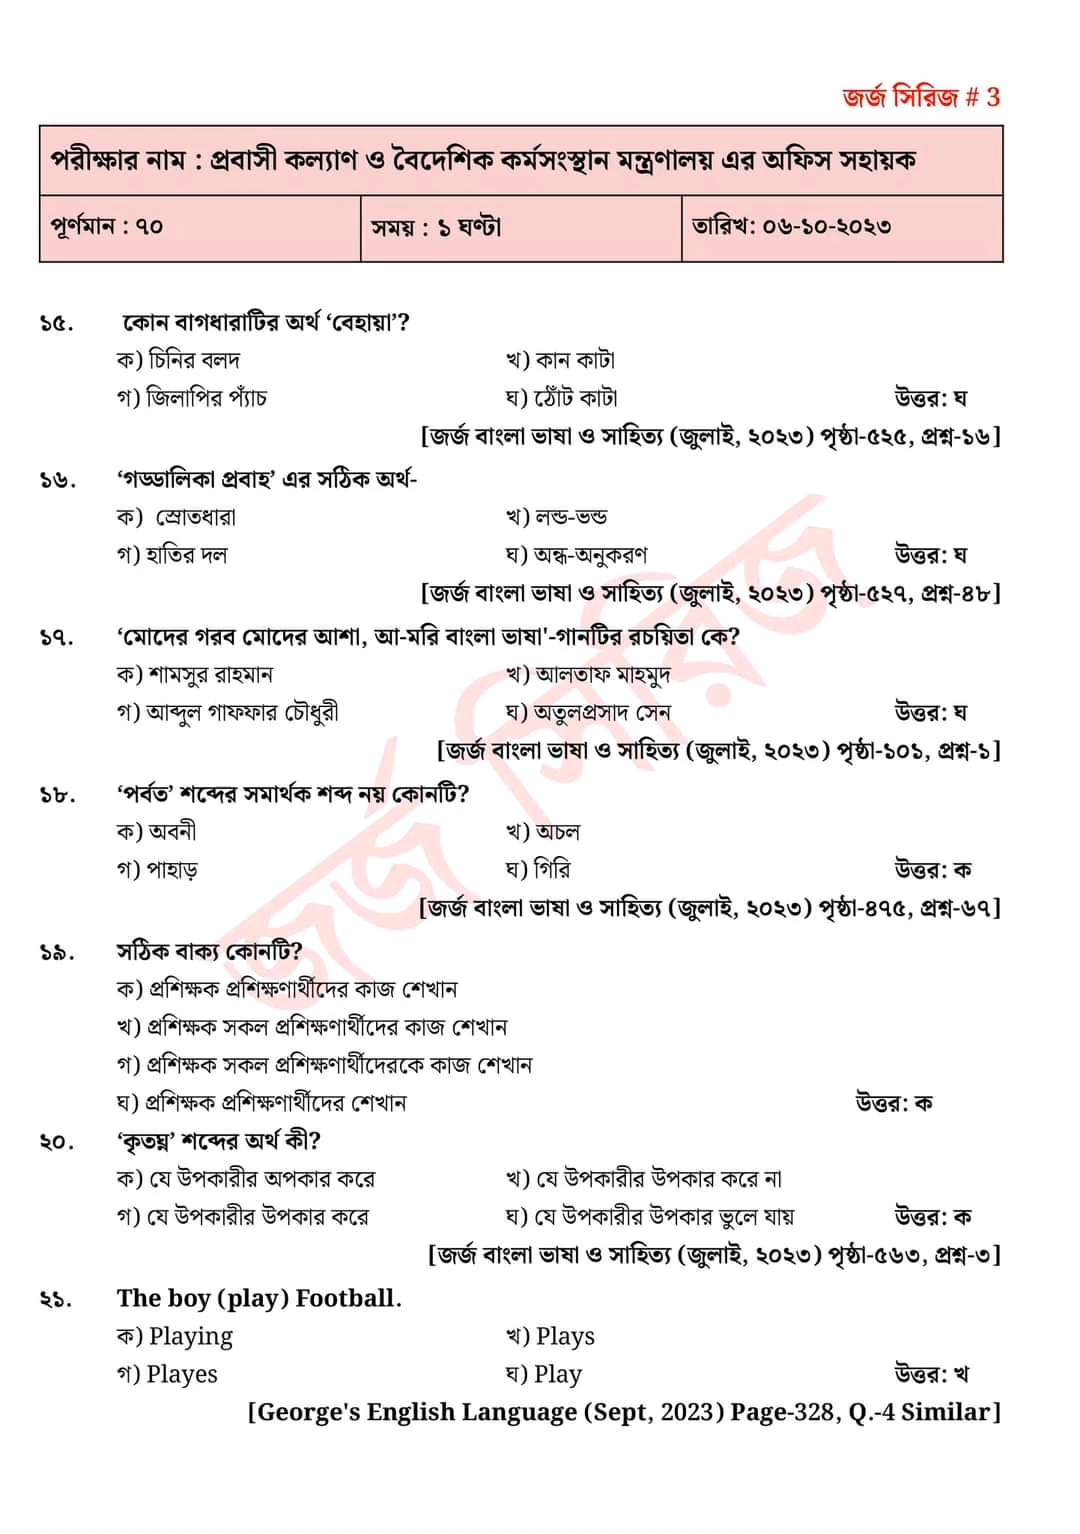 জর্জ সিরিজ # 3
পরীক্ষার নাম : প্রবাসী কল্যাণ ও বৈদেশিক কর্মসংস্থান মন্ত্রণালয় এর অফিস সহায়ক
পূর্ণমান : ৭০ সময় : ১ ঘণ্টা তারিখ: ০৬-১০-২০২৩
১৫. কোন বাগধারাটির অর্থ ‘বেহায়া’?
ক) চিনির বলদ খ) কান কাটা
গ) জিলাপির প্যাঁচ ঘ) ঠোঁট কাটা উত্তর: ঘ
[জর্জ বাংলা ভাষা ও সাহিত্য (জুলাই, ২০২৩) পৃষ্ঠা-৫২৫, প্রশ্ন-১৬]
১৬. ‘গড্ডালিকা প্রবাহ’ এর সঠিক অর্থ-
ক) স্রোতধারা খ) লন্ড-ভন্ড
গ) হাতির দল ঘ) অন্ধ-অনুকরণ উত্তর: ঘ
[জর্জ বাংলা ভাষা ও সাহিত্য (জুলাই, ২০২৩) পৃষ্ঠা-৫২৭, প্রশ্ন-৪৮]
১৭. ‘মোদের গরব মোদের আশা, আ-মরি বাংলা ভাষা'-গানটির রচয়িতা কে?
ক) শামসুর রাহমান খ) আলতাফ মাহমুদ
গ) আব্দুল গাফফার চৌধুরী ঘ) অতুলপ্রসাদ সেন উত্তর: ঘ
[জর্জ বাংলা ভাষা ও সাহিত্য (জুলাই, ২০২৩) পৃষ্ঠা-১০১, প্রশ্ন-১]
১৮. ‘পর্বত’ শব্দের সমার্থক শব্দ নয় কোনটি?
ক) অবনী খ) অচল
গ) পাহাড় ঘ) গিরি উত্তর: ক
[জর্জ বাংলা ভাষা ও সাহিত্য (জুলাই, ২০২৩) পৃষ্ঠা-৪৭৫, প্রশ্ন-৬৭]
১৯. সঠিক বাক্য কোনটি?
ক) প্রশিক্ষক প্রশিক্ষণার্থীদের কাজ শেখান
খ) প্রশিক্ষক সকল প্রশিক্ষণার্থীদের কাজ শেখান
গ) প্রশিক্ষক সকল প্রশিক্ষণার্থীদেরকে কাজ শেখান
ঘ) প্রশিক্ষক প্রশিক্ষণার্থীদের শেখান উত্তর: ক
২০. ‘কৃতঘ্ন’ শব্দের অর্থ কী?
ক) যে উপকারীর অপকার করে খ) যে উপকারীর উপকার করে না
গ) যে উপকারীর উপকার করে ঘ) যে উপকারীর উপকার ভুলে যায় উত্তর: ক
[জর্জ বাংলা ভাষা ও সাহিত্য (জুলাই, ২০২৩) পৃষ্ঠা-৫৬৩, প্রশ্ন-৩]
২১. The boy (play) Football.
ক) Playing খ) Plays
গ) Playes ঘ) Play উত্তর: খ
[George's English Language (Sept, 2023) Page-328, Q.-4 Similar]
জর্জ সিরিজ